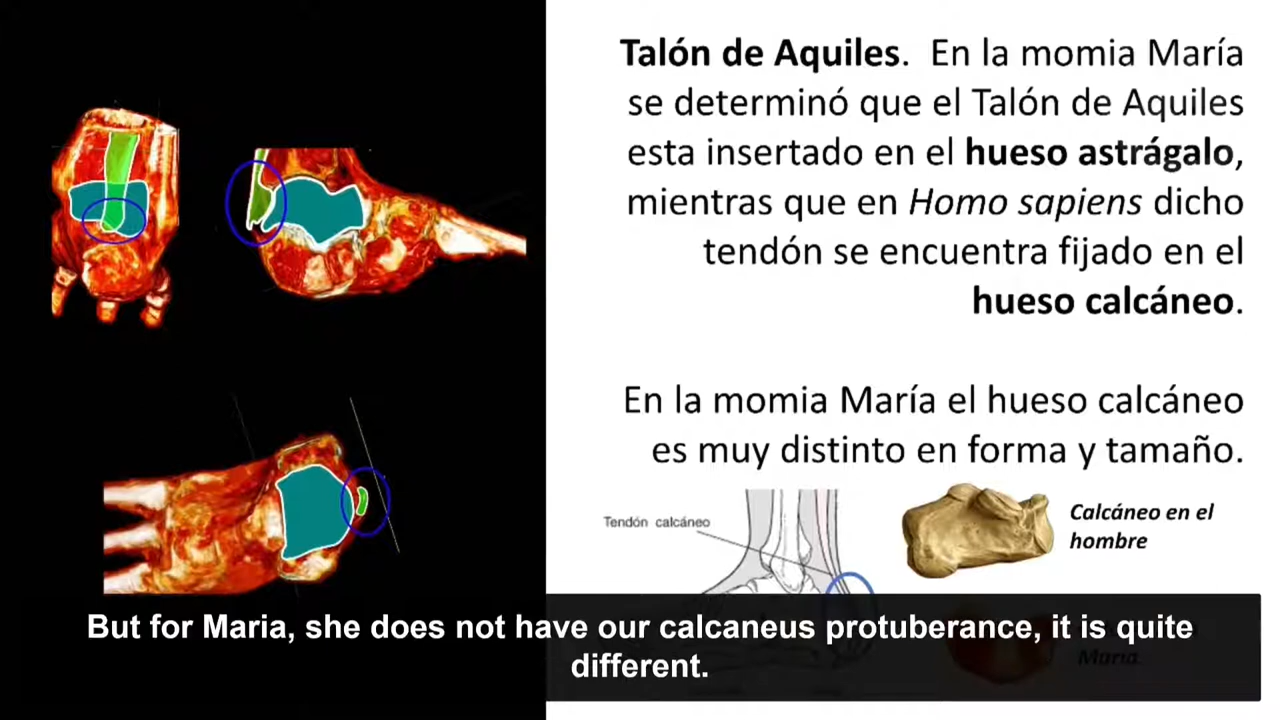 Talón de Aquiles. En la momia María
se determinó que el Talón de Aquiles
esta insertado en el hueso astrágalo,
mientras que en Homo sapiens dicho
tendón se encuentra fijado en el
hueso calcáneo.
En la momia María el hueso calcáneo
es muy distinto en forma y tamaño.
Tendón calcáneo
Calcáneo en el
hombre
María
But for Maria, she does not have our calcaneus protuberance, it is quite
different.